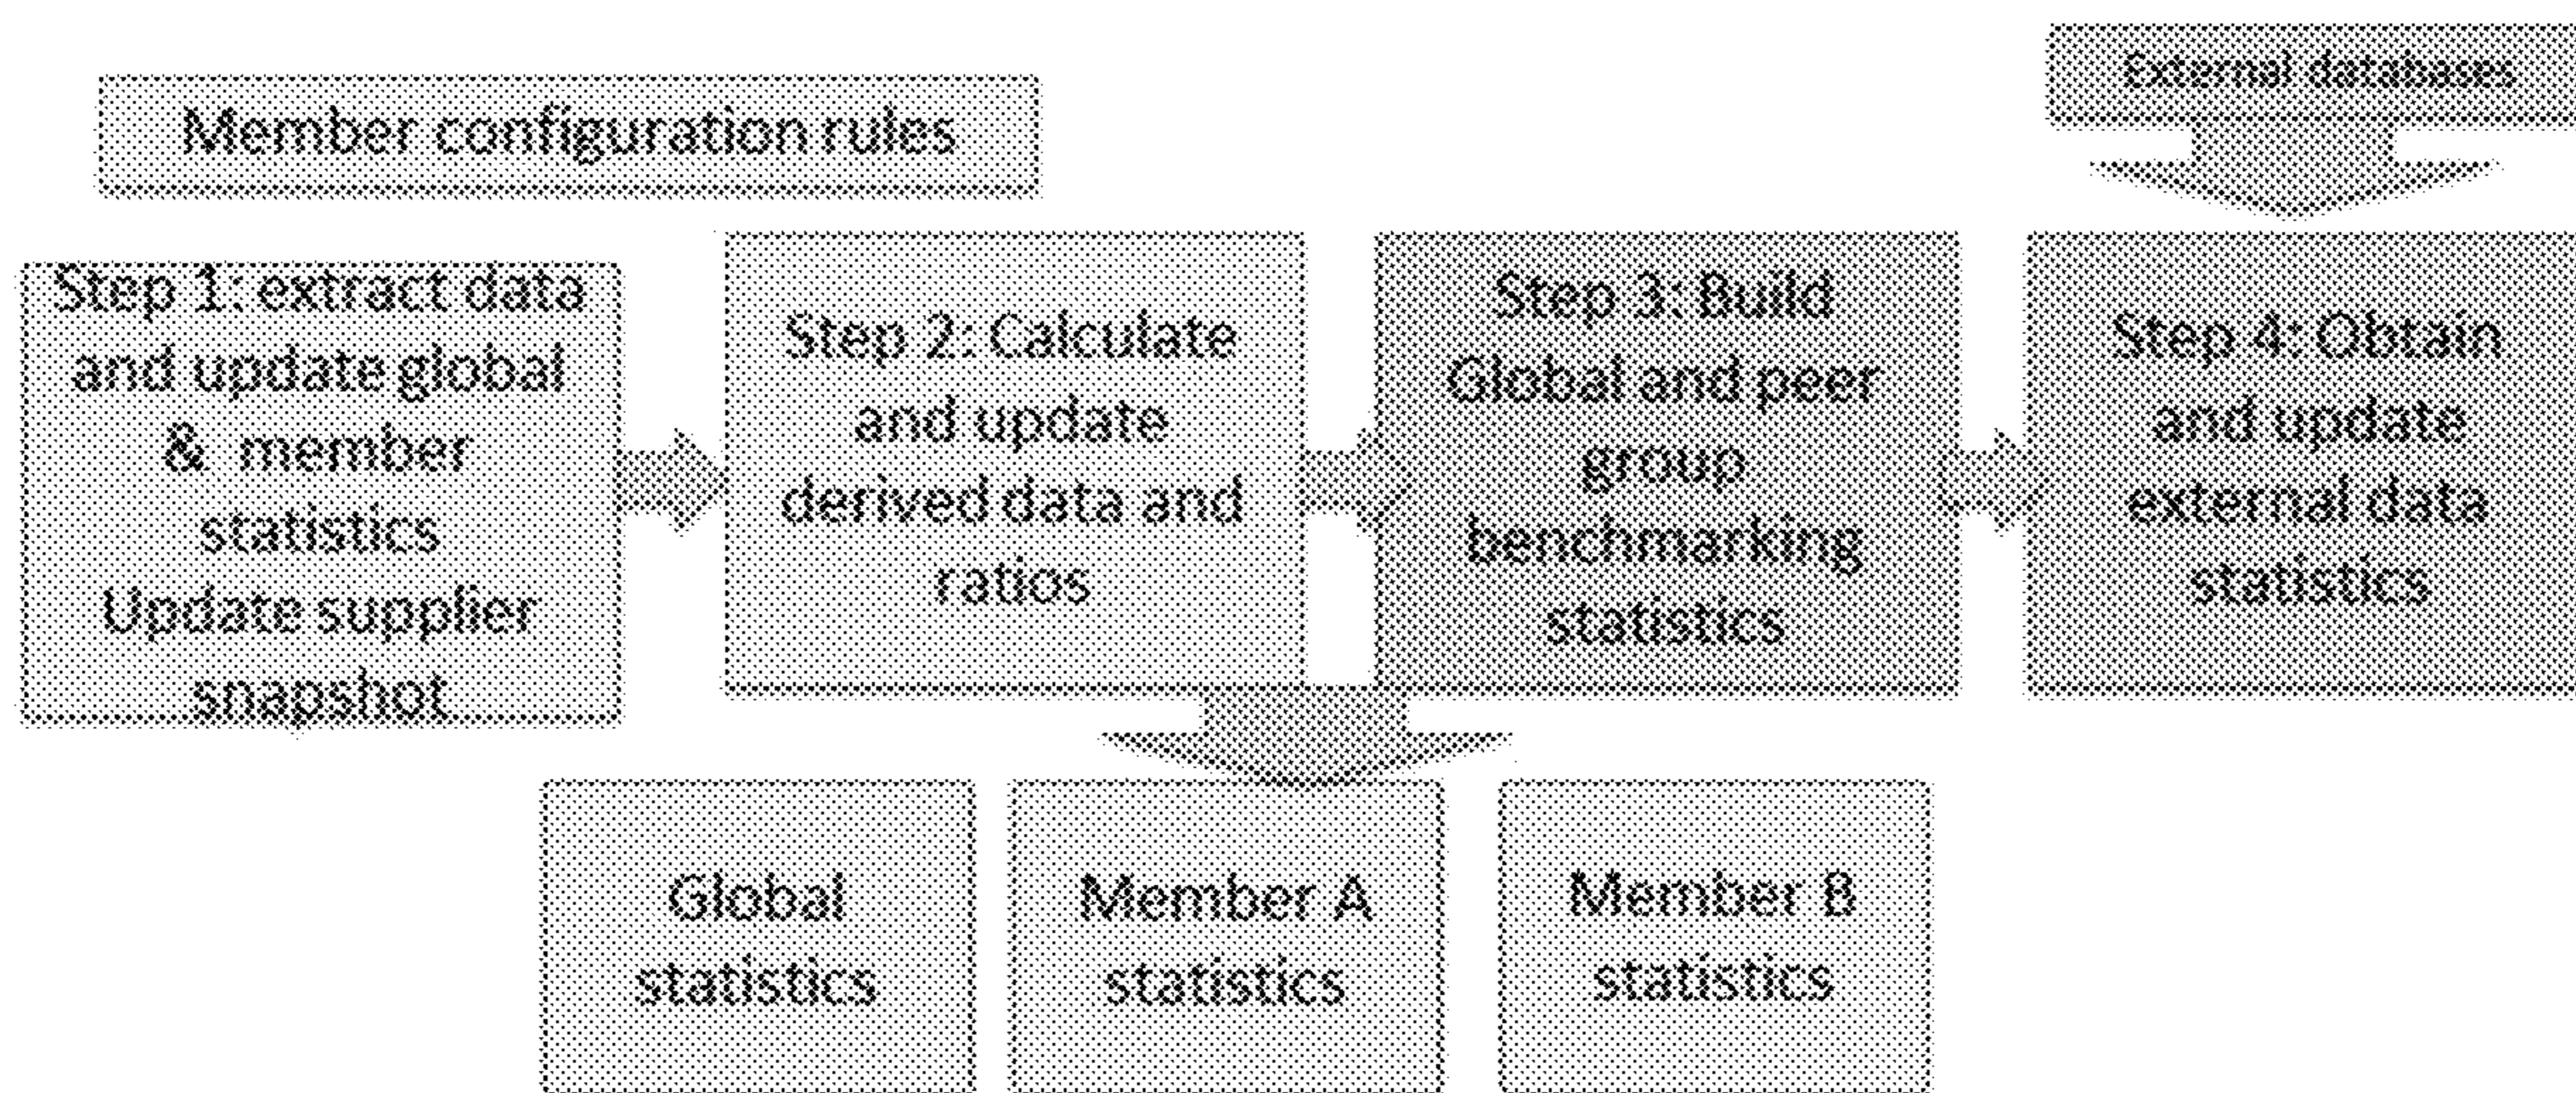 External databases
Member configuration rules
Step 1: extract data
and update global
& member
statistics
Update supplier
snapshot
Step 2: Calculate
and update
derived data and
ratios
Step 3: Build
Global and peer
group
benchmarking
statistics
Step 4: Obtain
and update
external data
statistics
Global
statistics
Member A
statistics
Member B
statistics